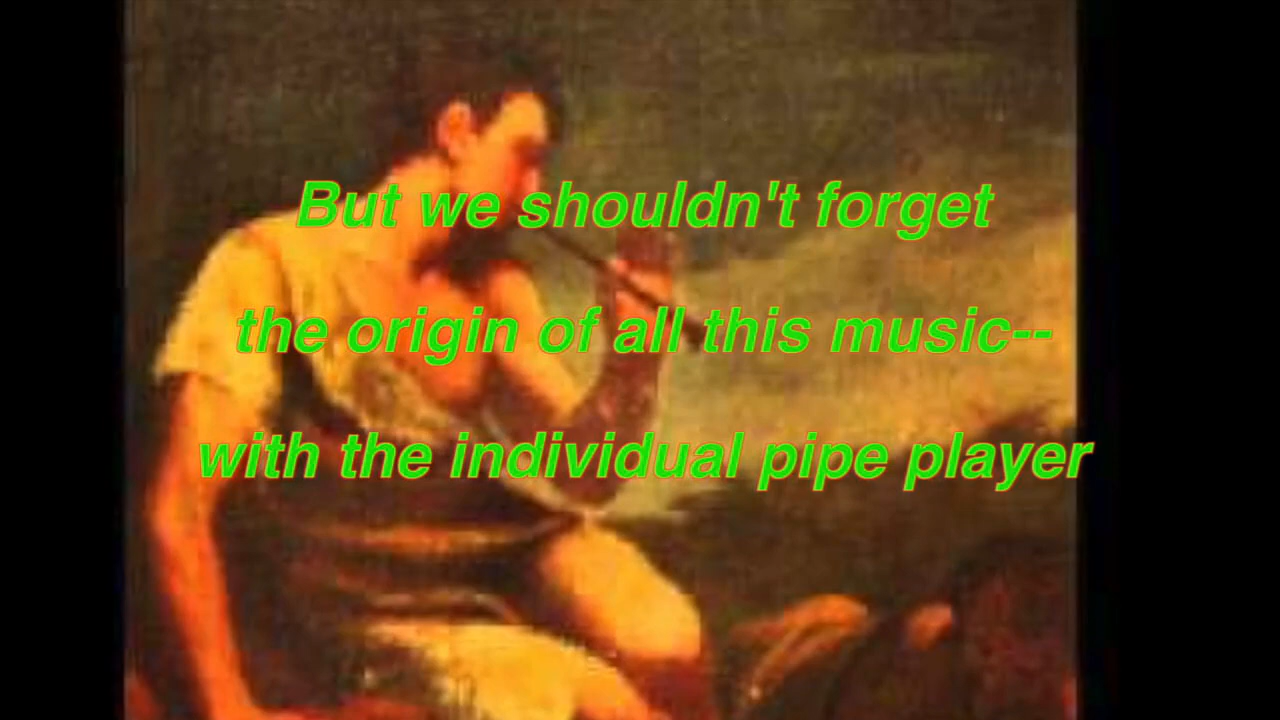 But we shouldn't forget
the origin of all this music--
with the individual pipe player